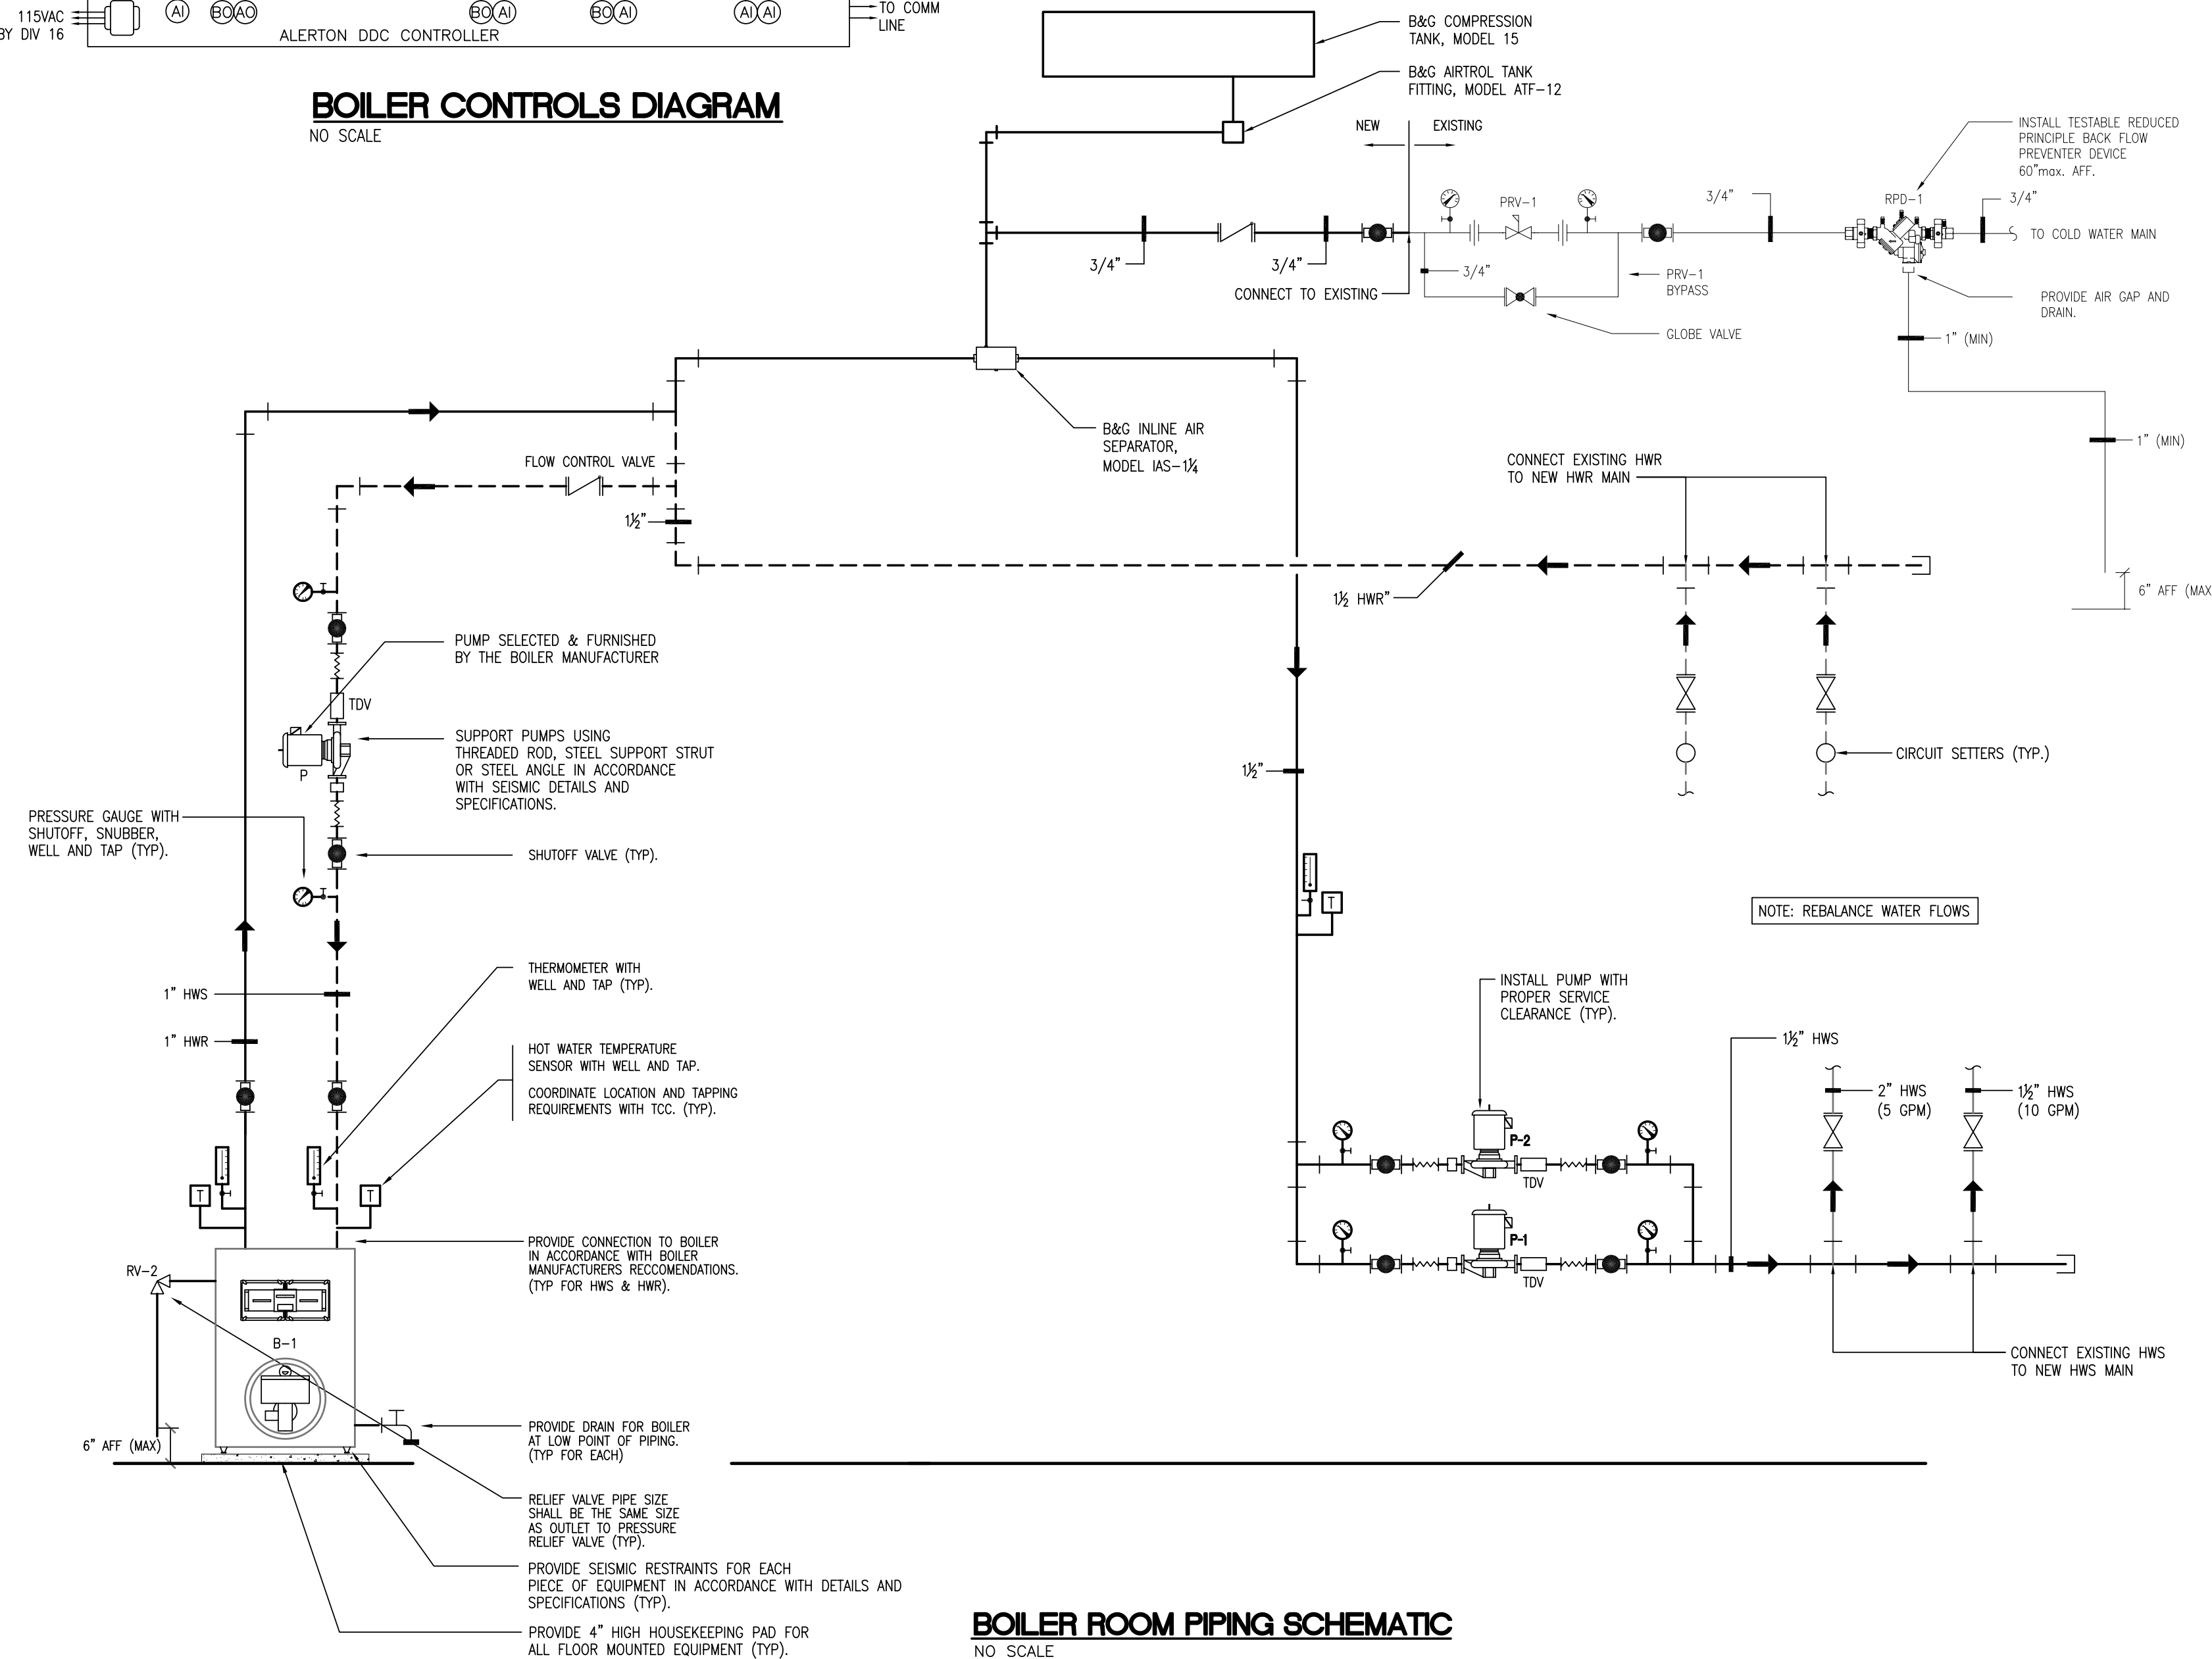 115VAC
BY DIV 16
AI
BO AO
BO AI
BO AI
AI AI
ALERTON DDC CONTROLLER
TO COMM
LINE
BOILER CONTROLS DIAGRAM
NO SCALE
B&G COMPRESSION
TANK, MODEL 15
B&G AIRTROL TANK
FITTING, MODEL ATF-12
NEW
EXISTING
INSTALL TESTABLE REDUCED
PRINCIPLE BACK FLOW
PREVENTER DEVICE
60"max. AFF.
PRV-1
3/4"
RPD-1
3/4"
TO COLD WATER MAIN
3/4"
3/4"
3/4"
CONNECT TO EXISTING
PRV-1
BYPASS
GLOBE VALVE
PROVIDE AIR GAP AND
DRAIN.
1" (MIN)
1" (MIN)
6" AFF (MAX
B&G INLINE AIR
SEPARATOR,
MODEL IAS-1¼
FLOW CONTROL VALVE
1½"
CONNECT EXISTING HWR
TO NEW HWR MAIN
1½ HWR"
PUMP SELECTED & FURNISHED
BY THE BOILER MANUFACTURER
TDV
P
SUPPORT PUMPS USING
THREADED ROD, STEEL SUPPORT STRUT
OR STEEL ANGLE IN ACCORDANCE
WITH SEISMIC DETAILS AND
SPECIFICATIONS.
CIRCUIT SETTERS (TYP.)
1½"
PRESSURE GAUGE WITH
SHUTOFF, SNUBBER,
WELL AND TAP (TYP).
SHUTOFF VALVE (TYP).
T
NOTE: REBALANCE WATER FLOWS
THERMOMETER WITH
WELL AND TAP (TYP).
1" HWS
1" HWR
HOT WATER TEMPERATURE
SENSOR WITH WELL AND TAP.
COORDINATE LOCATION AND TAPPING
REQUIREMENTS WITH TCC. (TYP).
INSTALL PUMP WITH
PROPER SERVICE
CLEARANCE (TYP).
1½" HWS
2" HWS
(5 GPM)
1½" HWS
(10 GPM)
P-2
TDV
P-1
TDV
T
T
PROVIDE CONNECTION TO BOILER
IN ACCORDANCE WITH BOILER
MANUFACTURERS RECCOMENDATIONS.
(TYP FOR HWS & HWR).
RV-2
B-1
CONNECT EXISTING HWS
TO NEW HWS MAIN
6" AFF (MAX)
PROVIDE DRAIN FOR BOILER
AT LOW POINT OF PIPING.
(TYP FOR EACH)
RELIEF VALVE PIPE SIZE
SHALL BE THE SAME SIZE
AS OUTLET TO PRESSURE
RELIEF VALVE (TYP).
PROVIDE SEISMIC RESTRAINTS FOR EACH
PIECE OF EQUIPMENT IN ACCORDANCE WITH DETAILS AND
SPECIFICATIONS (TYP).
PROVIDE 4" HIGH HOUSEKEEPING PAD FOR
ALL FLOOR MOUNTED EQUIPMENT (TYP).
BOILER ROOM PIPING SCHEMATIC
NO SCALE